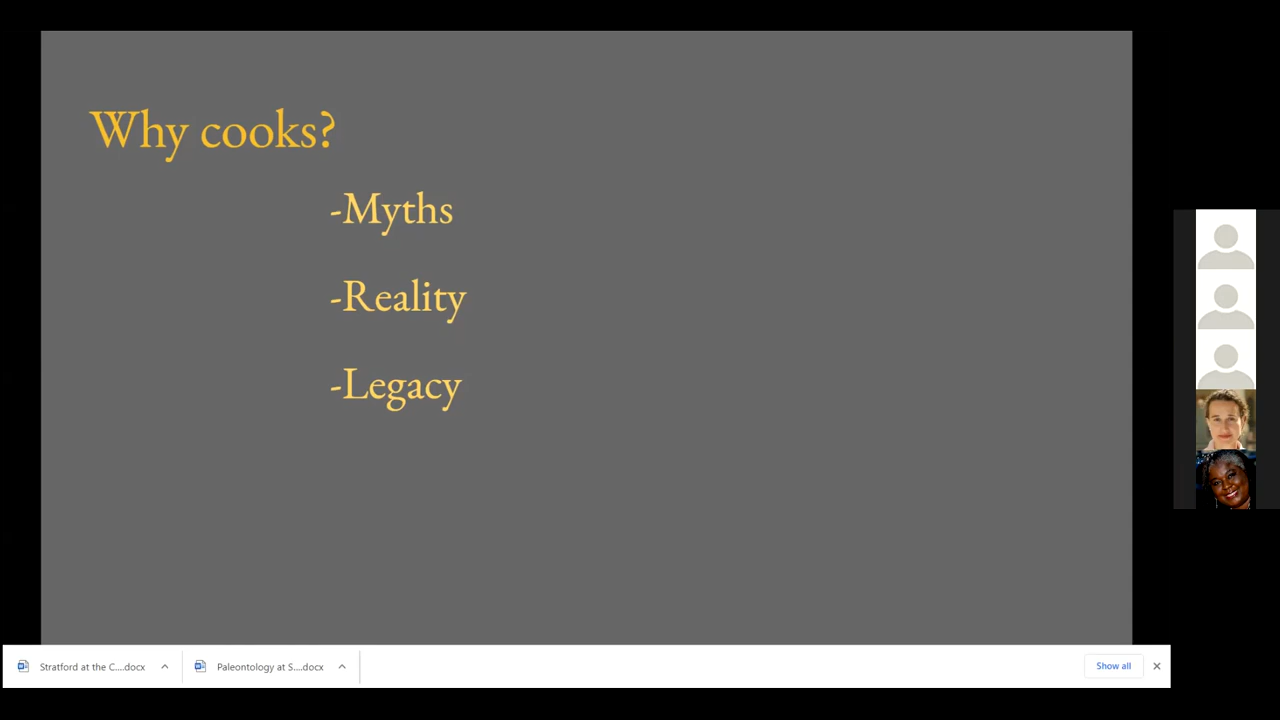 Why cooks?
-Myths
-Reality
-Legacy
Stratford at the C....docx
Paleontology at S....docx
Show all